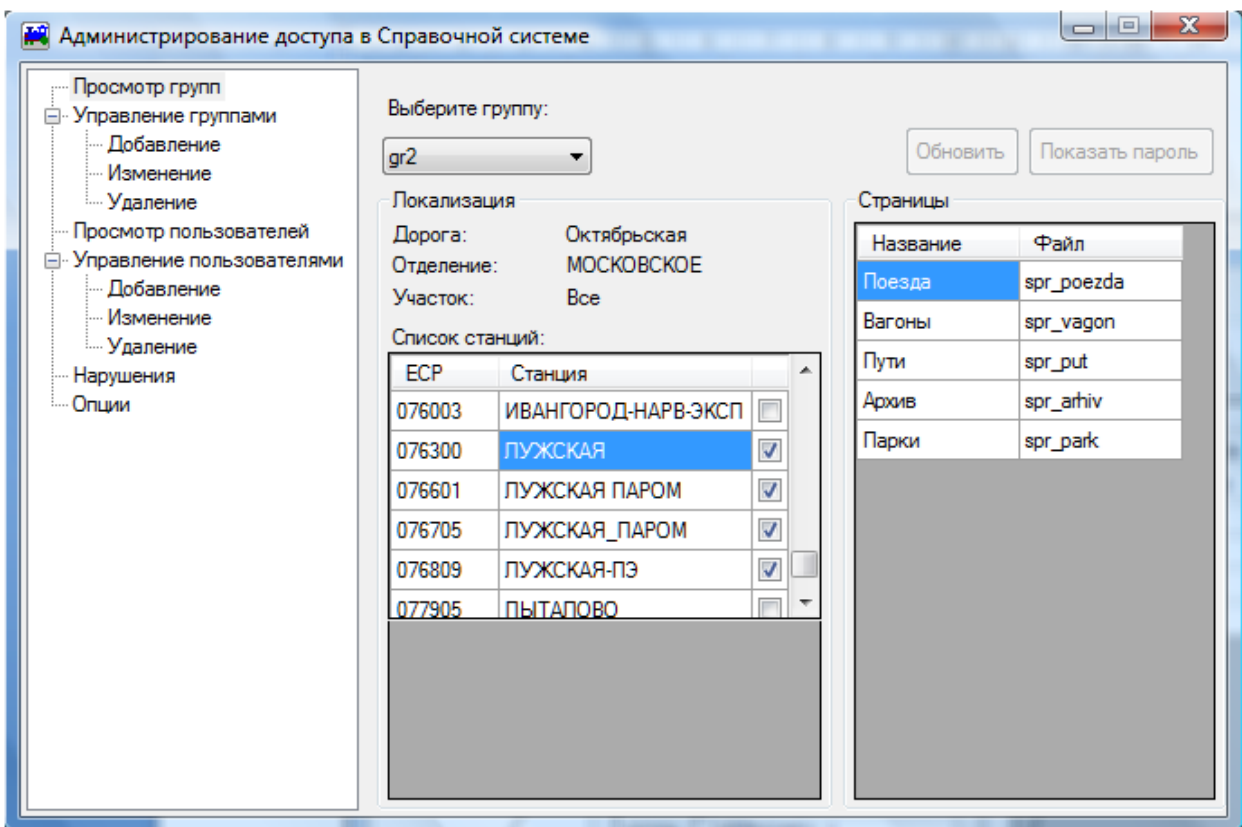 Администрирование доступа в Справочной системе
Просмотр групп
Управление группами
Добавление
Изменение
Удаление
Просмотр пользователей
Управление пользователями
Добавление
Изменение
Удаление
Нарушения
Опции
Выберите группу:
gr2
Обновить Показать пароль
Локализация
Дорога: Октябрьская
Отделение: МОСКОВСКОЕ
Участок: Все
Список станций:
ЕСР Станция
076003 ИВАНГОРОД-НАРВ-ЭКСП
076300 ЛУЖСКАЯ
076601 ЛУЖСКАЯ ПАРОМ
076705 ЛУЖСКАЯ_ПАРОМ
076809 ЛУЖСКАЯ-ПЭ
077905 ПЫТАЛОВО
Страницы
Название Файл
Поезда spr_poezda
Вагоны spr_vagon
Пути spr_put
Архив spr_arhiv
Парки spr_park